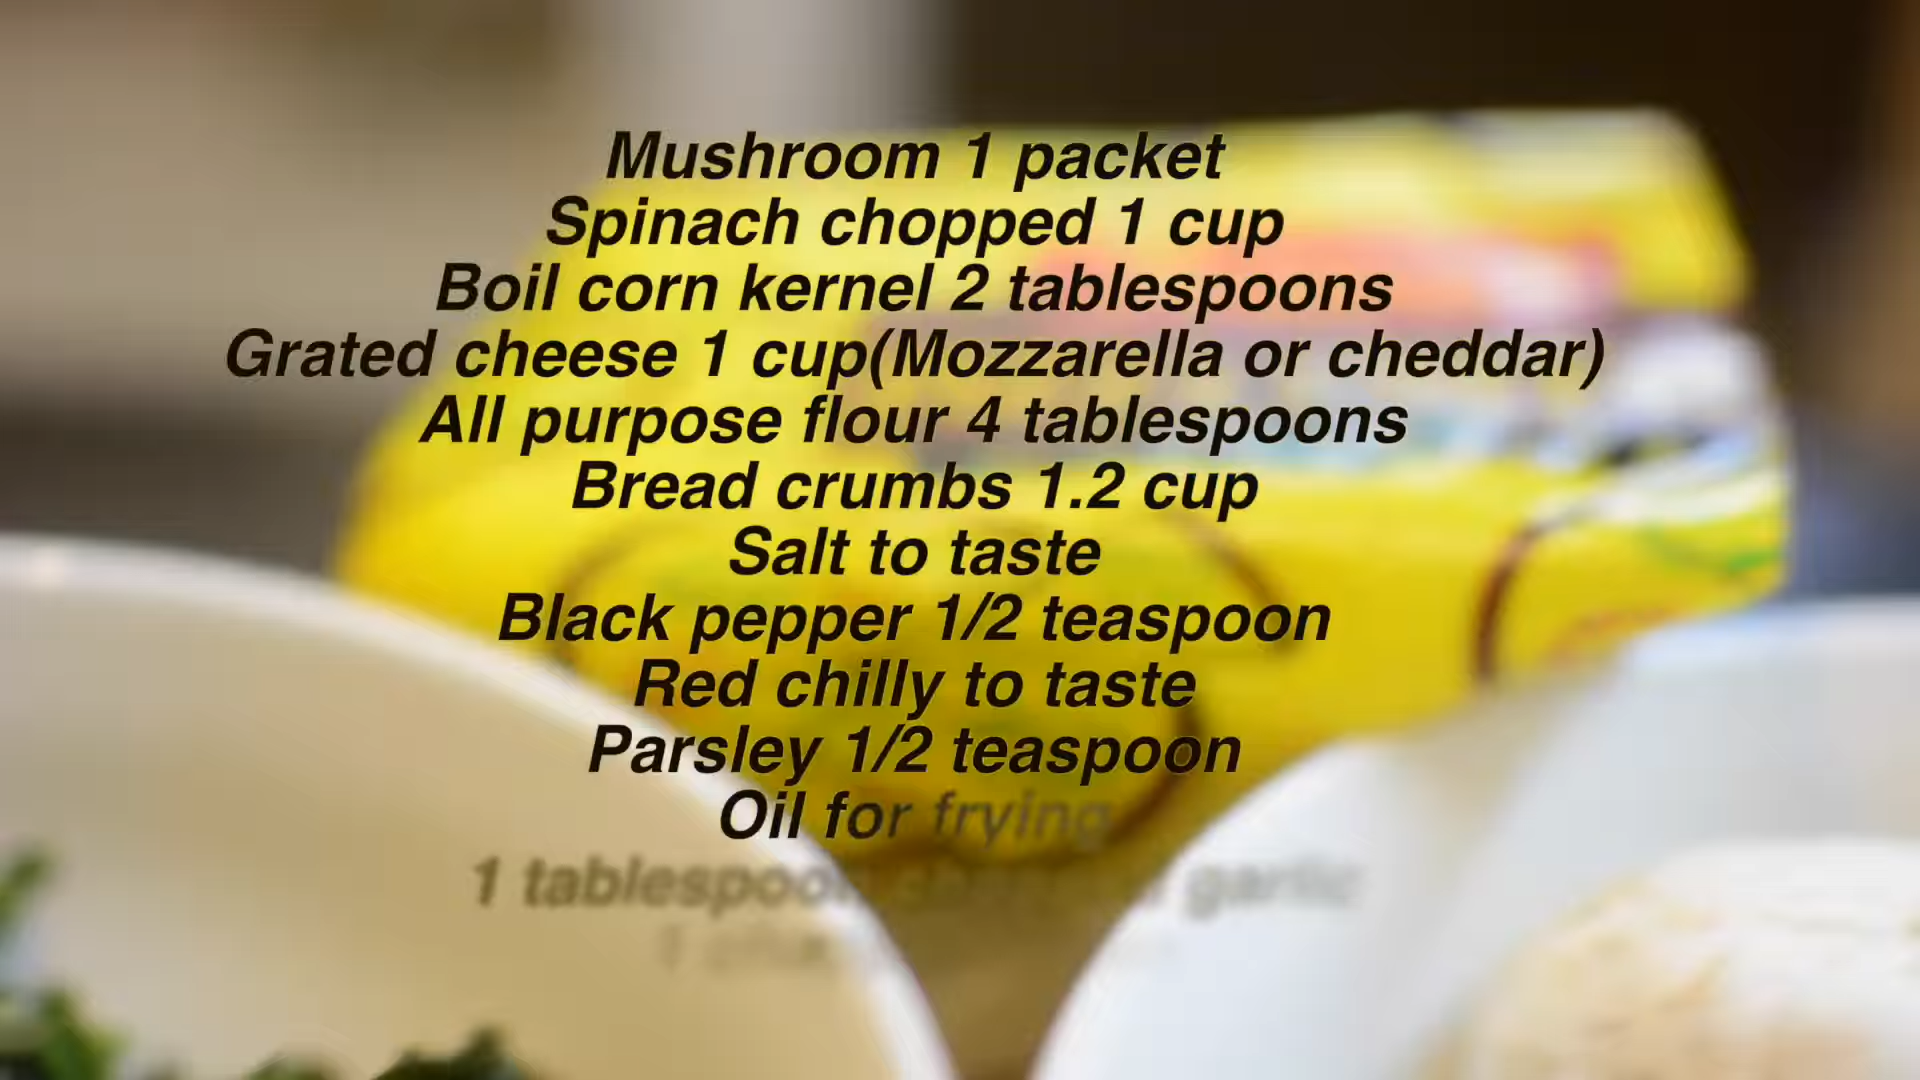 Mushroom 1 packet
Spinach chopped 1 cup
Boil corn kernel 2 tablespoons
Grated cheese 1 cup(Mozzarella or cheddar)
All purpose flour 4 tablespoons
Bread crumbs 1.2 cup
Salt to taste
Black pepper 1/2 teaspoon
Red chilly to taste
Parsley 1/2 teaspoon
Oil for frying
1 tablespoon garlic